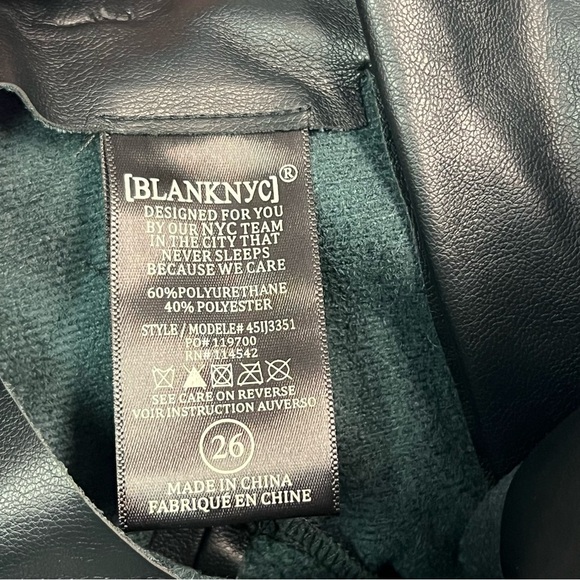 [BLANKNYC]®
DESIGNED FOR YOU
BY OUR NYC TEAM
IN THE CITY THAT
NEVER SLEEPS
BECAUSE WE CARE
60%POLYURETHANE
40% POLYESTER
STYLE / MODELE# 45IJ3351
PO# 119700
RN# 114542
CARE SEE ON REVERSE
VOIR INSTRUCTION AUVERSO
26
MADE IN CHINA
FABRIQUE EN CHINE